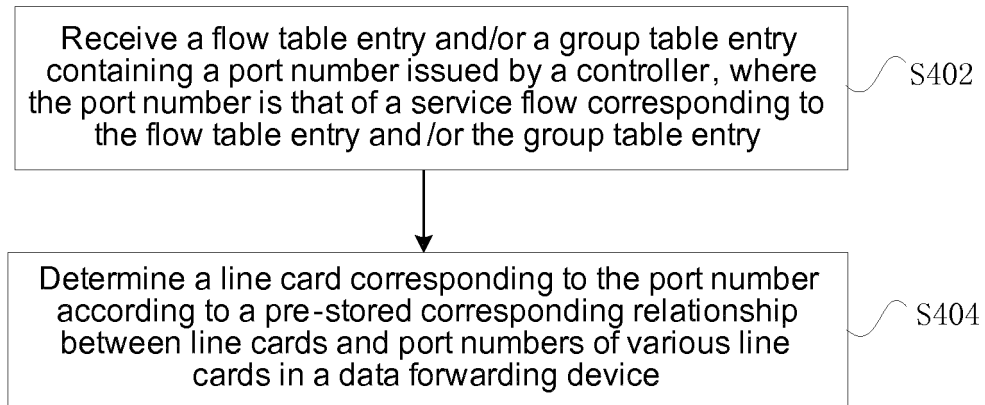 Receive a flow table entry and/or a group table entry
containing a port number issued by a controller, where
the port number is that of a service flow corresponding to
the flow table entry and/or the group table entry
S402
Determine a line card corresponding to the port number
according to a pre-stored corresponding relationship
between line cards and port numbers of various line
cards in a data forwarding device
S404